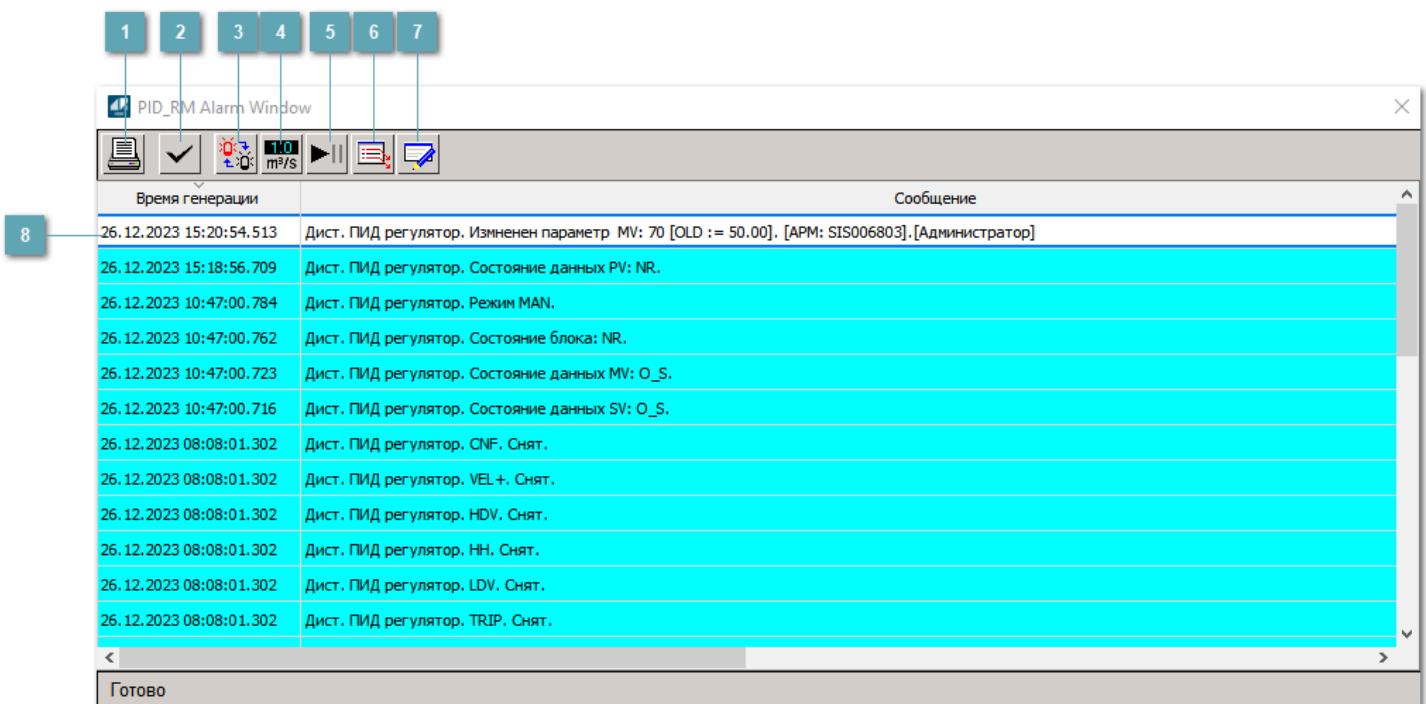 1 2 3 4 5 6 7
PID_RM Alarm Window
1.0
m³/s
Время генерации Сообщение
8
26.12.2023 15:20:54.513 Дист. ПИД регулятор. Измненен параметр MV: 70 [OLD := 50.00]. [APM: SIS006803].[Администратор]
26.12.2023 15:18:56.709 Дист. ПИД регулятор. Состояние данных PV: NR.
26.12.2023 10:47:00.784 Дист. ПИД регулятор. Режим MAN.
26.12.2023 10:47:00.762 Дист. ПИД регулятор. Состояние блока: NR.
26.12.2023 10:47:00.723 Дист. ПИД регулятор. Состояние данных MV: O_S.
26.12.2023 10:47:00.716 Дист. ПИД регулятор. Состояние данных SV: O_S.
26.12.2023 08:08:01.302 Дист. ПИД регулятор. CNF. Снят.
26.12.2023 08:08:01.302 Дист. ПИД регулятор. VEL+. Снят.
26.12.2023 08:08:01.302 Дист. ПИД регулятор. HDV. Снят.
26.12.2023 08:08:01.302 Дист. ПИД регулятор. HH. Снят.
26.12.2023 08:08:01.302 Дист. ПИД регулятор. LDV. Снят.
26.12.2023 08:08:01.302 Дист. ПИД регулятор. TRIP. Снят.
Готово